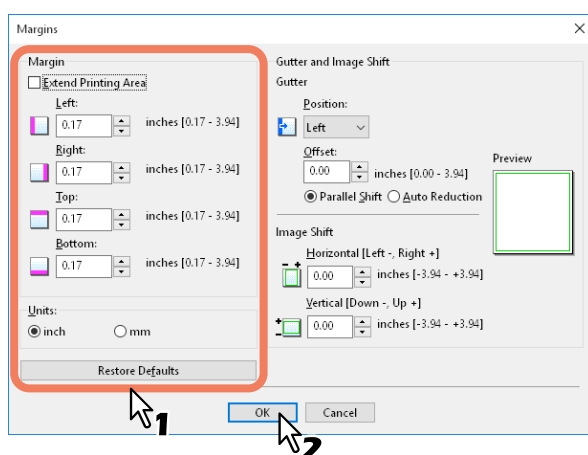 Margins
Margin
Extend Printing Area
Left:
0.17 inches [0.17 - 3.94]
Right:
0.17 inches [0.17 - 3.94]
Top:
0.17 inches [0.17 - 3.94]
Bottom:
0.17 inches [0.17 - 3.94]
Units:
inch mm
Restore Defaults
1
Gutter and Image Shift
Gutter
Position:
Left
Offset:
0.00 inches [0.00 - 3.94]
Parallel Shift Auto Reduction
Preview
Image Shift
Horizontal [Left -, Right +]
- +
0.00 inches [-3.94 - +3.94]
Vertical [Down -, Up +]
+
-
0.00 inches [-3.94 - +3.94]
OK Cancel
2